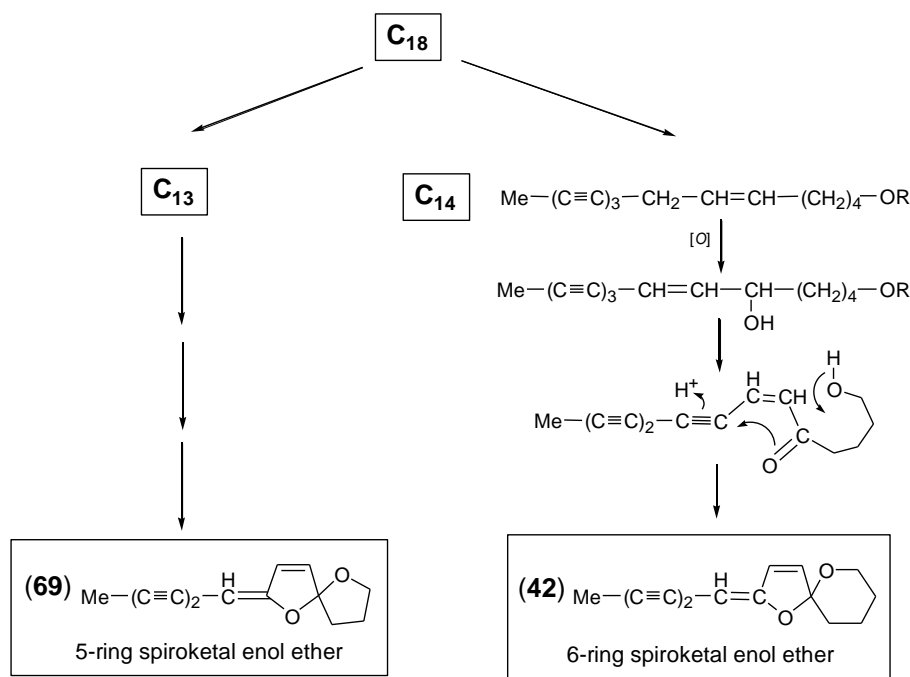 C₁₈
C₁₃
C₁₄
Me—(C≡C)₃—CH₂—CH=CH—(CH₂)₄—OR
[O]
Me—(C≡C)₃—CH=CH—CH—(CH₂)₄—OR
OH
H
H⁺
H
O
C=CH
Me—(C≡C)₂—C≡C
C
O
(69)
H
O
Me—(C≡C)₂—C
O
5-ring spiroketal enol ether
(42)
H
O
Me—(C≡C)₂—C
O
6-ring spiroketal enol ether